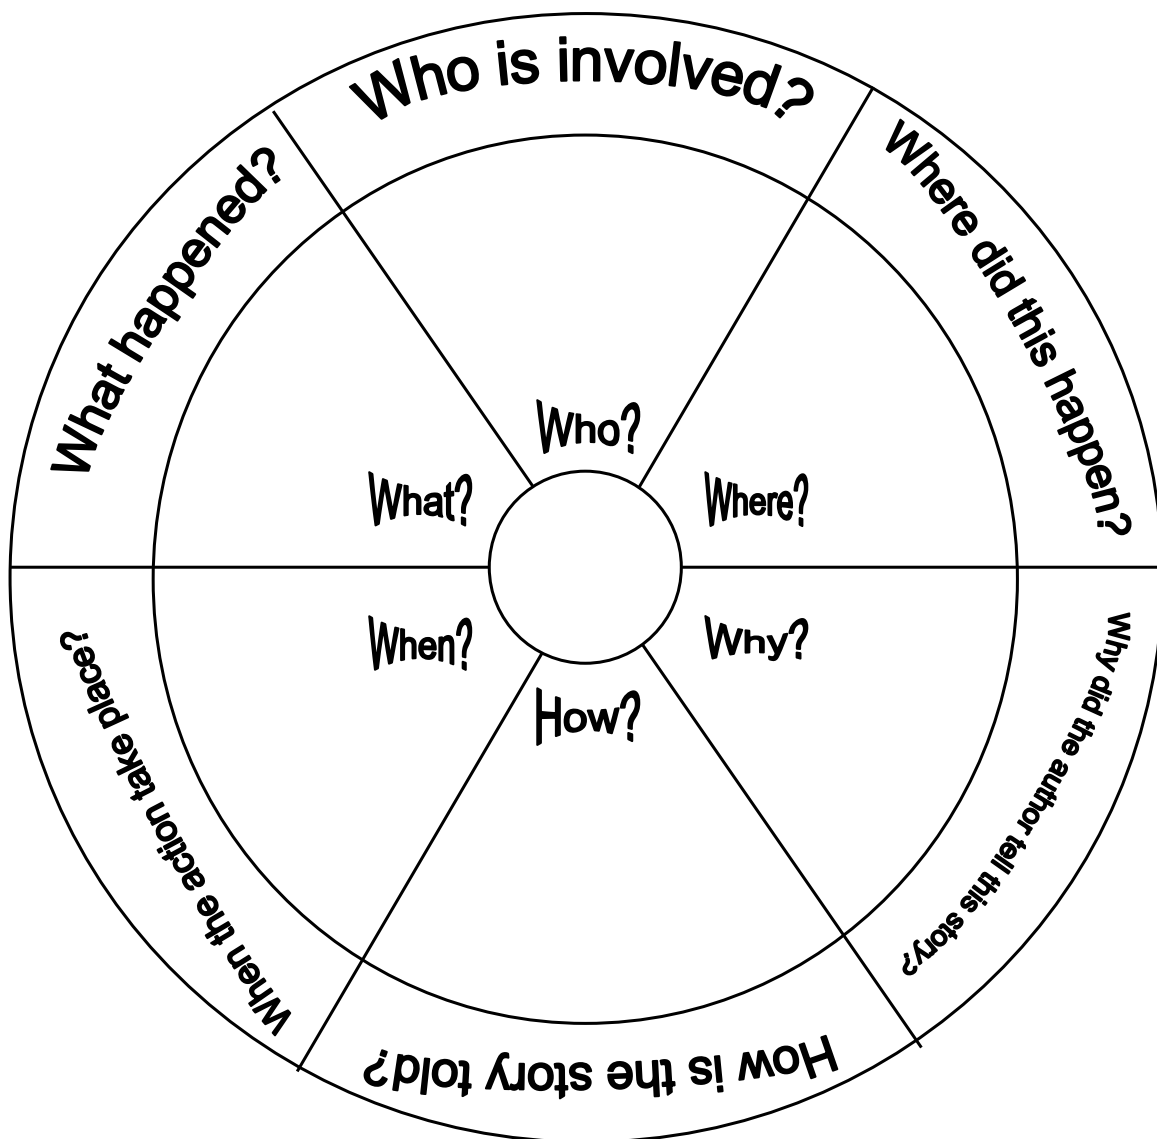 Who is involved?
What happened?
Where did this happen?
Who?
What?
Where?
When?
Why?
How?
When the action take place?
Why did the author tell this story?
How is the story told?